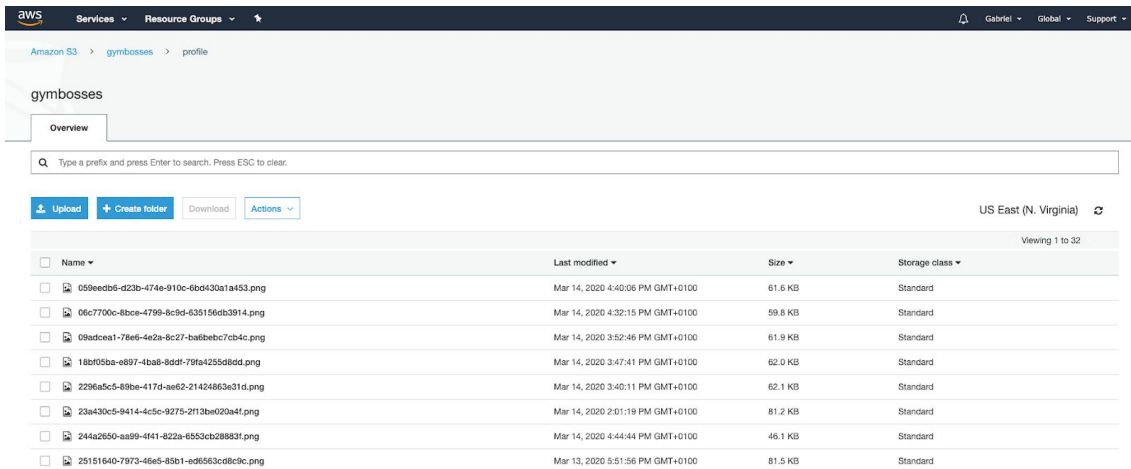 aws Services Resource Groups Gabriel Global Support
Amazon S3 > gymbosses > profile
gymbosses
Overview
Type a prefix and press Enter to search. Press ESC to clear.
Upload + Create folder Download Actions US East (N. Virginia)
Viewing 1 to 32
Name Last modified Size Storage class
059eedb6-d23b-474e-910c-6bd430a1a453.png Mar 14, 2020 4:40:06 PM GMT+0100 61.6 KB Standard
06c7700c-8bce-4799-8c9d-635156db3914.png Mar 14, 2020 4:32:15 PM GMT+0100 59.8 KB Standard
09adcea1-78e6-4e2a-8c27-ba6bebc7cb4c.png Mar 14, 2020 3:52:46 PM GMT+0100 61.9 KB Standard
18bf05ba-e897-4ba8-8ddf-79fa4255d8dd.png Mar 14, 2020 3:47:41 PM GMT+0100 62.0 KB Standard
2296a5c5-89be-417d-ae62-21424863e31d.png Mar 14, 2020 3:40:11 PM GMT+0100 62.1 KB Standard
23a430c5-9414-4c5c-9275-2f13be020a4f.png Mar 14, 2020 2:01:19 PM GMT+0100 81.2 KB Standard
244a2650-aa99-4f41-822a-6553cb28883f.png Mar 14, 2020 4:44:44 PM GMT+0100 46.1 KB Standard
25151640-7973-46e5-85b1-ed6563cd8c9c.png Mar 13, 2020 5:51:56 PM GMT+0100 81.5 KB Standard